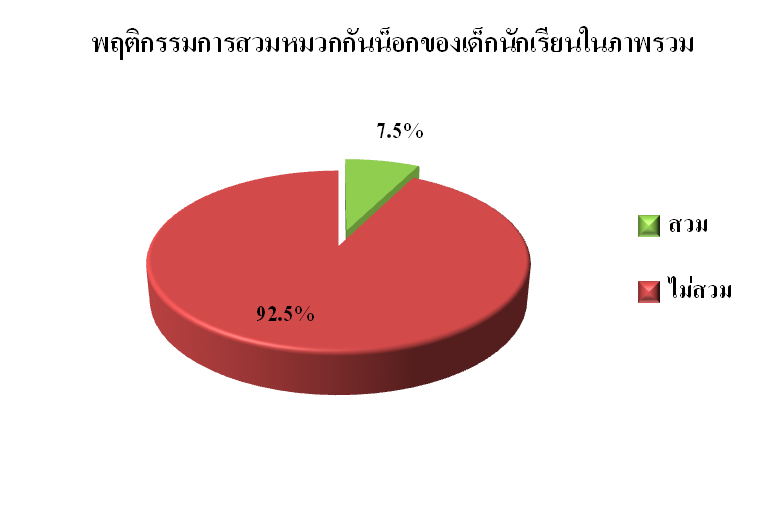 พฤติกรรมการสวมหมวกกันน็อกของเด็กนักเรียนในภาพรวม
7.5%
สวม
ไม่สวม
92.5%